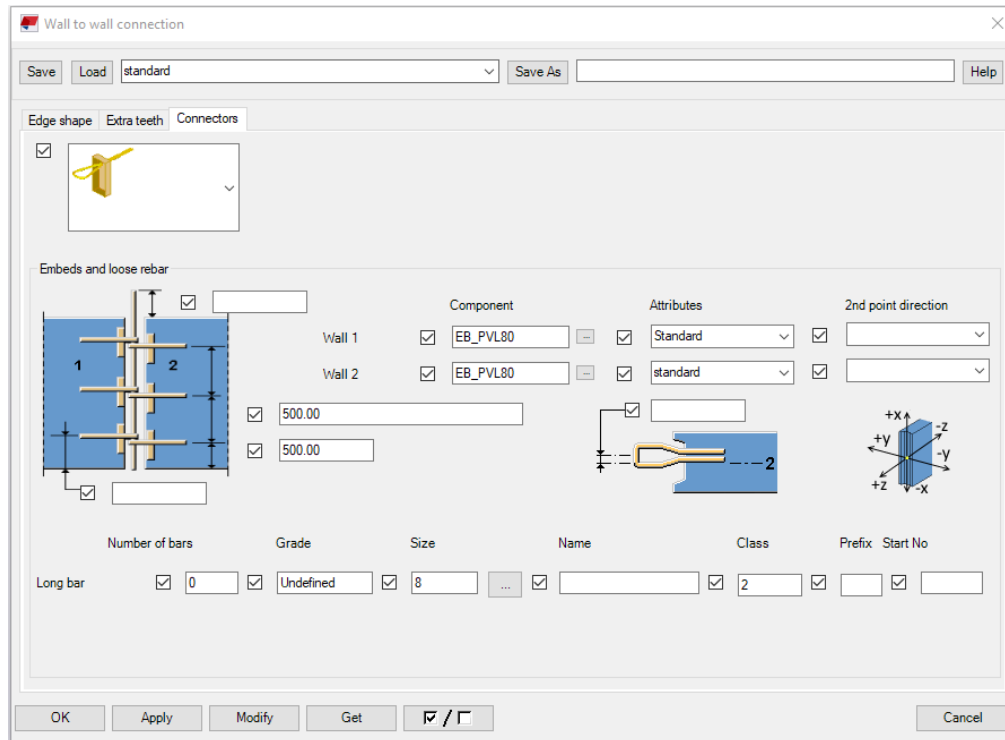 Wall to wall connection
Save Load standard Save As Help
Edge shape Extra teeth Connectors
Embeds and loose rebar
Component Attributes 2nd point direction
Wall 1 EB_PVL80 ... Standard
1 2
Wall 2 EB_PVL80 ... standard
500.00
500.00
+x
-z
+y
-y
2
+z
-x
Number of bars Grade Size Name Class Prefix Start No
Long bar 0 Undefined 8 ... 2
OK Apply Modify Get / Cancel